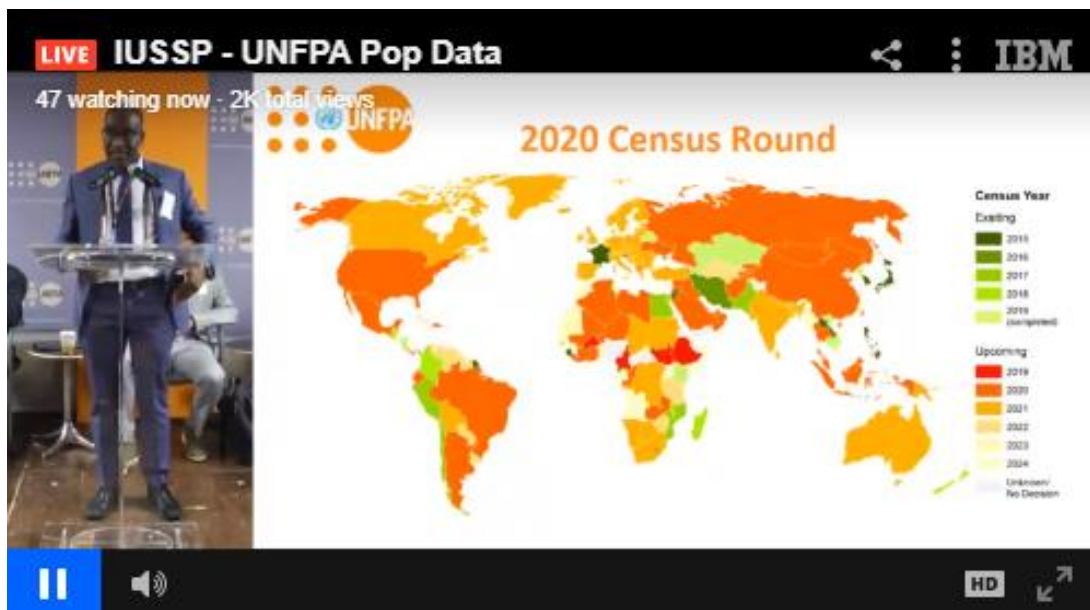 LIVE IUSSP - UNFPA Pop Data
IBM
47 watching now · 2K total views
UNFPA
2020 Census Round
Census Year
Existing
2015
2016
2017
2018
2019
(completed)
Upcoming
2019
2020
2021
2022
2023
2024
Unknown/
No Decision
HD